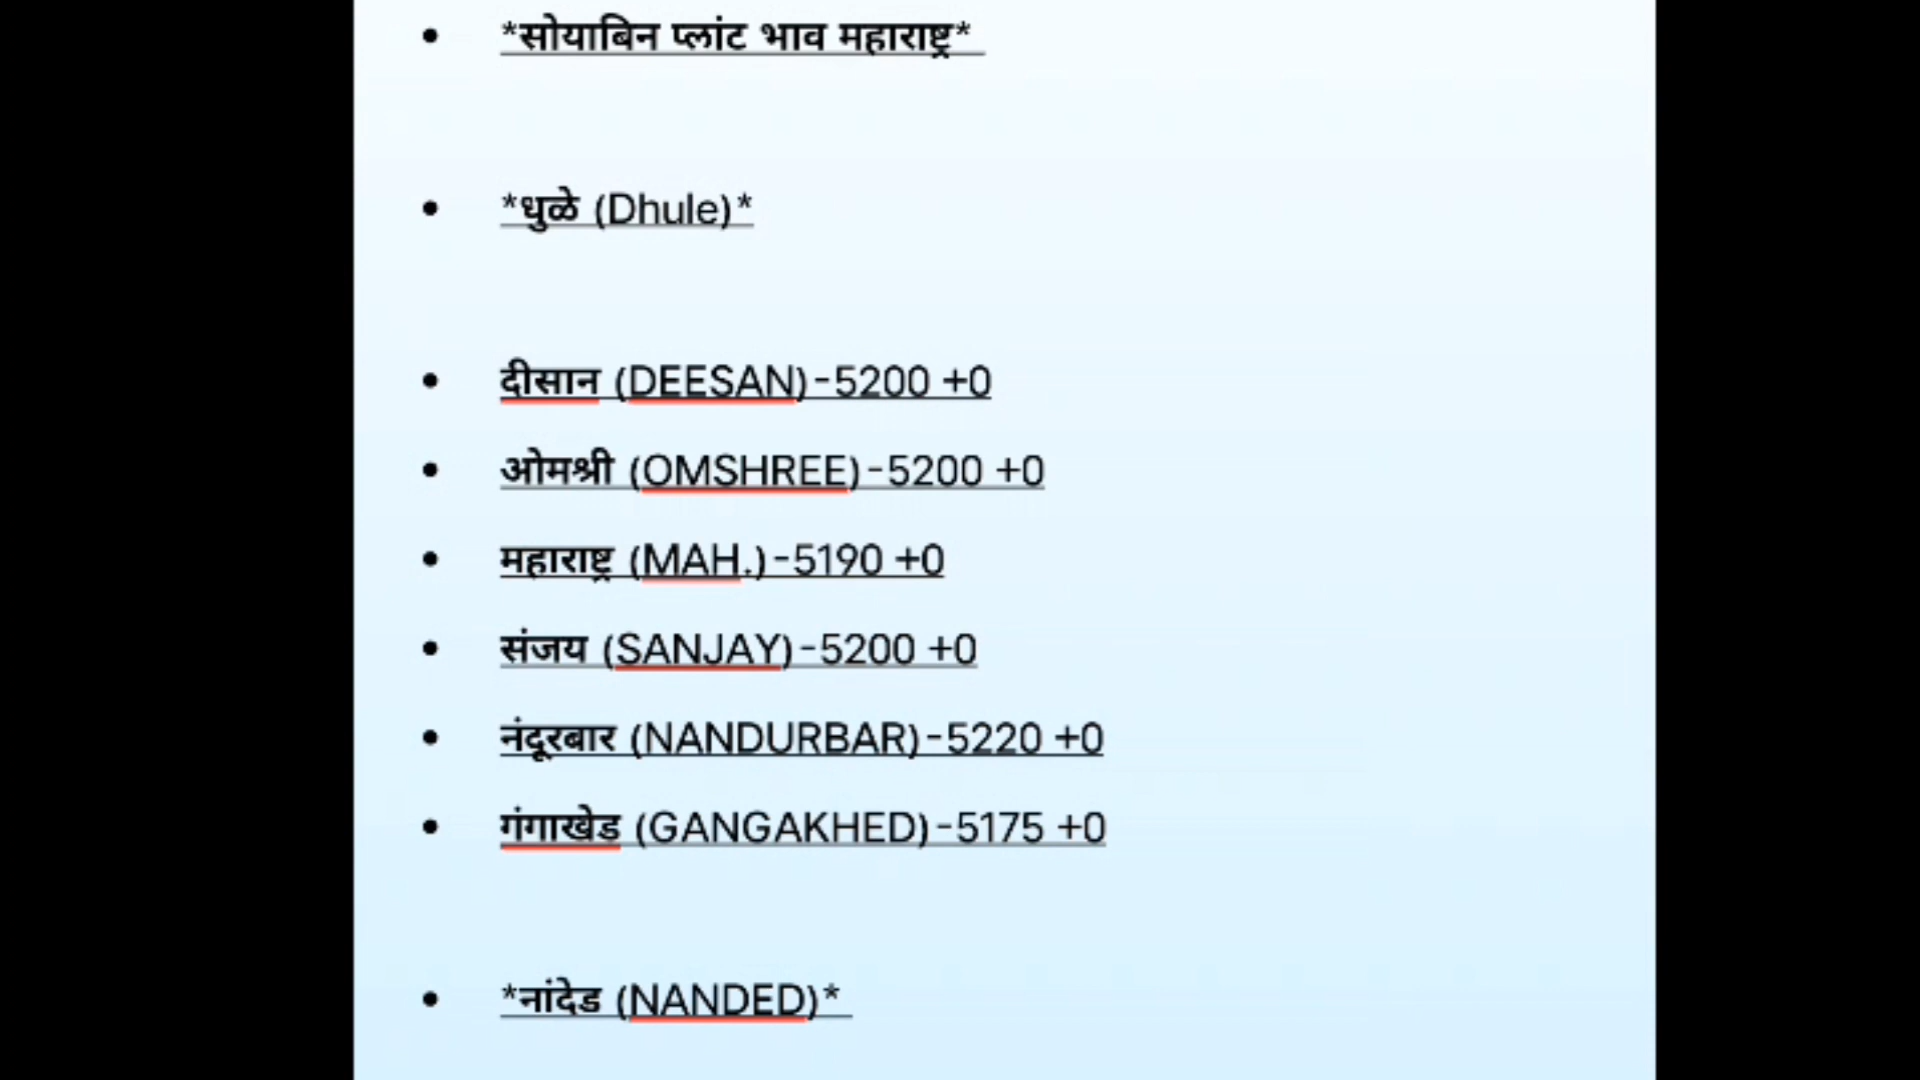 • *सोयाबिन प्लांट भाव महाराष्ट्र*
• *धुळे (Dhule)*
• दीसान (DEESAN)-5200 +0
• ओमश्री (OMSHREE)-5200 +0
• महाराष्ट्र (MAH.)-5190 +0
• संजय (SANJAY)-5200 +0
• नंदूरबार (NANDURBAR)-5220 +0
• गंगाखेड (GANGAKHED)-5175 +0
• *नांदेड (NANDED)*